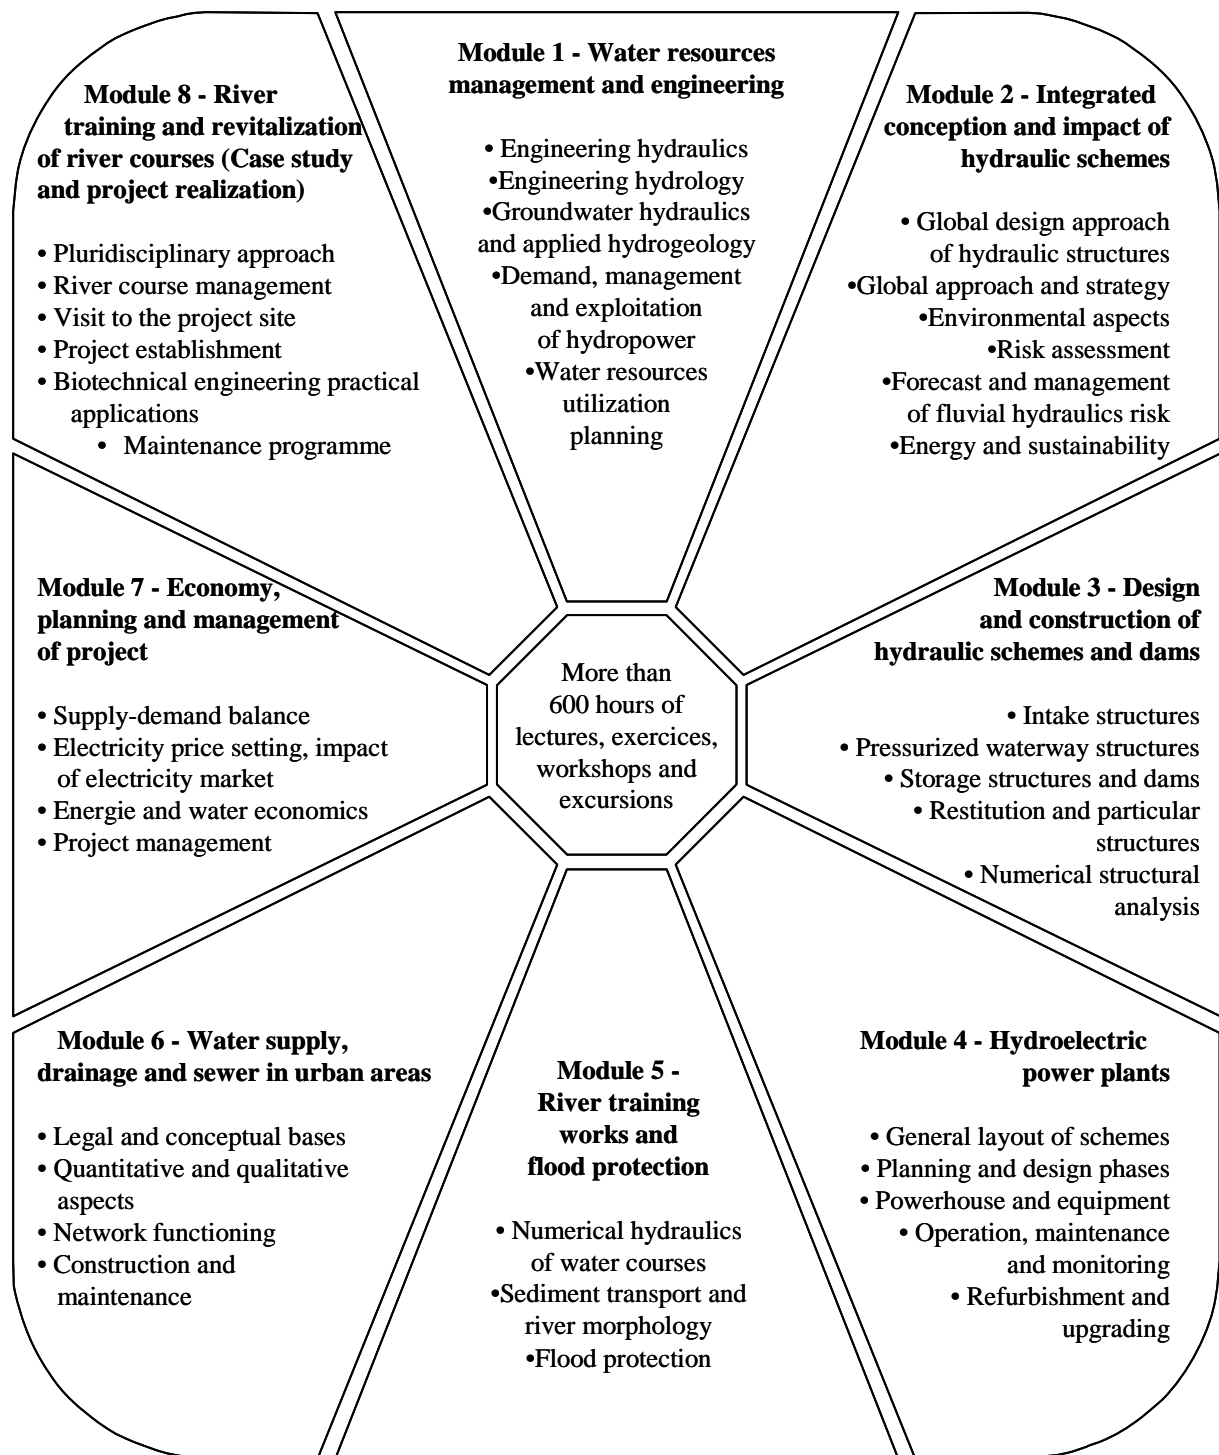 Module 1 - Water resources
management and engineering
• Engineering hydraulics
•Engineering hydrology
•Groundwater hydraulics
and applied hydrogeology
•Demand, management
and exploitation
of hydropower
•Water resources
utilization
planning
Module 2 - Integrated
conception and impact of
hydraulic schemes
• Global design approach
of hydraulic structures
•Global approach and strategy
•Environmental aspects
•Risk assessment
•Forecast and management
of fluvial hydraulics risk
•Energy and sustainability
Module 3 - Design
and construction of
hydraulic schemes and dams
• Intake structures
• Pressurized waterway structures
• Storage structures and dams
• Restitution and particular
structures
• Numerical structural
analysis
Module 4 - Hydroelectric
power plants
• General layout of schemes
• Planning and design phases
• Powerhouse and equipment
• Operation, maintenance
and monitoring
• Refurbishment and
upgrading
Module 5 -
River training
works and
flood protection
• Numerical hydraulics
of water courses
•Sediment transport and
river morphology
•Flood protection
Module 6 - Water supply,
drainage and sewer in urban areas
• Legal and conceptual bases
• Quantitative and qualitative
aspects
• Network functioning
• Construction and
maintenance
Module 7 - Economy,
planning and management
of project
• Supply-demand balance
• Electricity price setting, impact
of electricity market
• Energie and water economics
• Project management
Module 8 - River
training and revitalization
of river courses (Case study
and project realization)
• Pluridisciplinary approach
• River course management
• Visit to the project site
• Project establishment
• Biotechnical engineering practical
applications
• Maintenance programme
More than
600 hours of
lectures, exercices,
workshops and
excursions